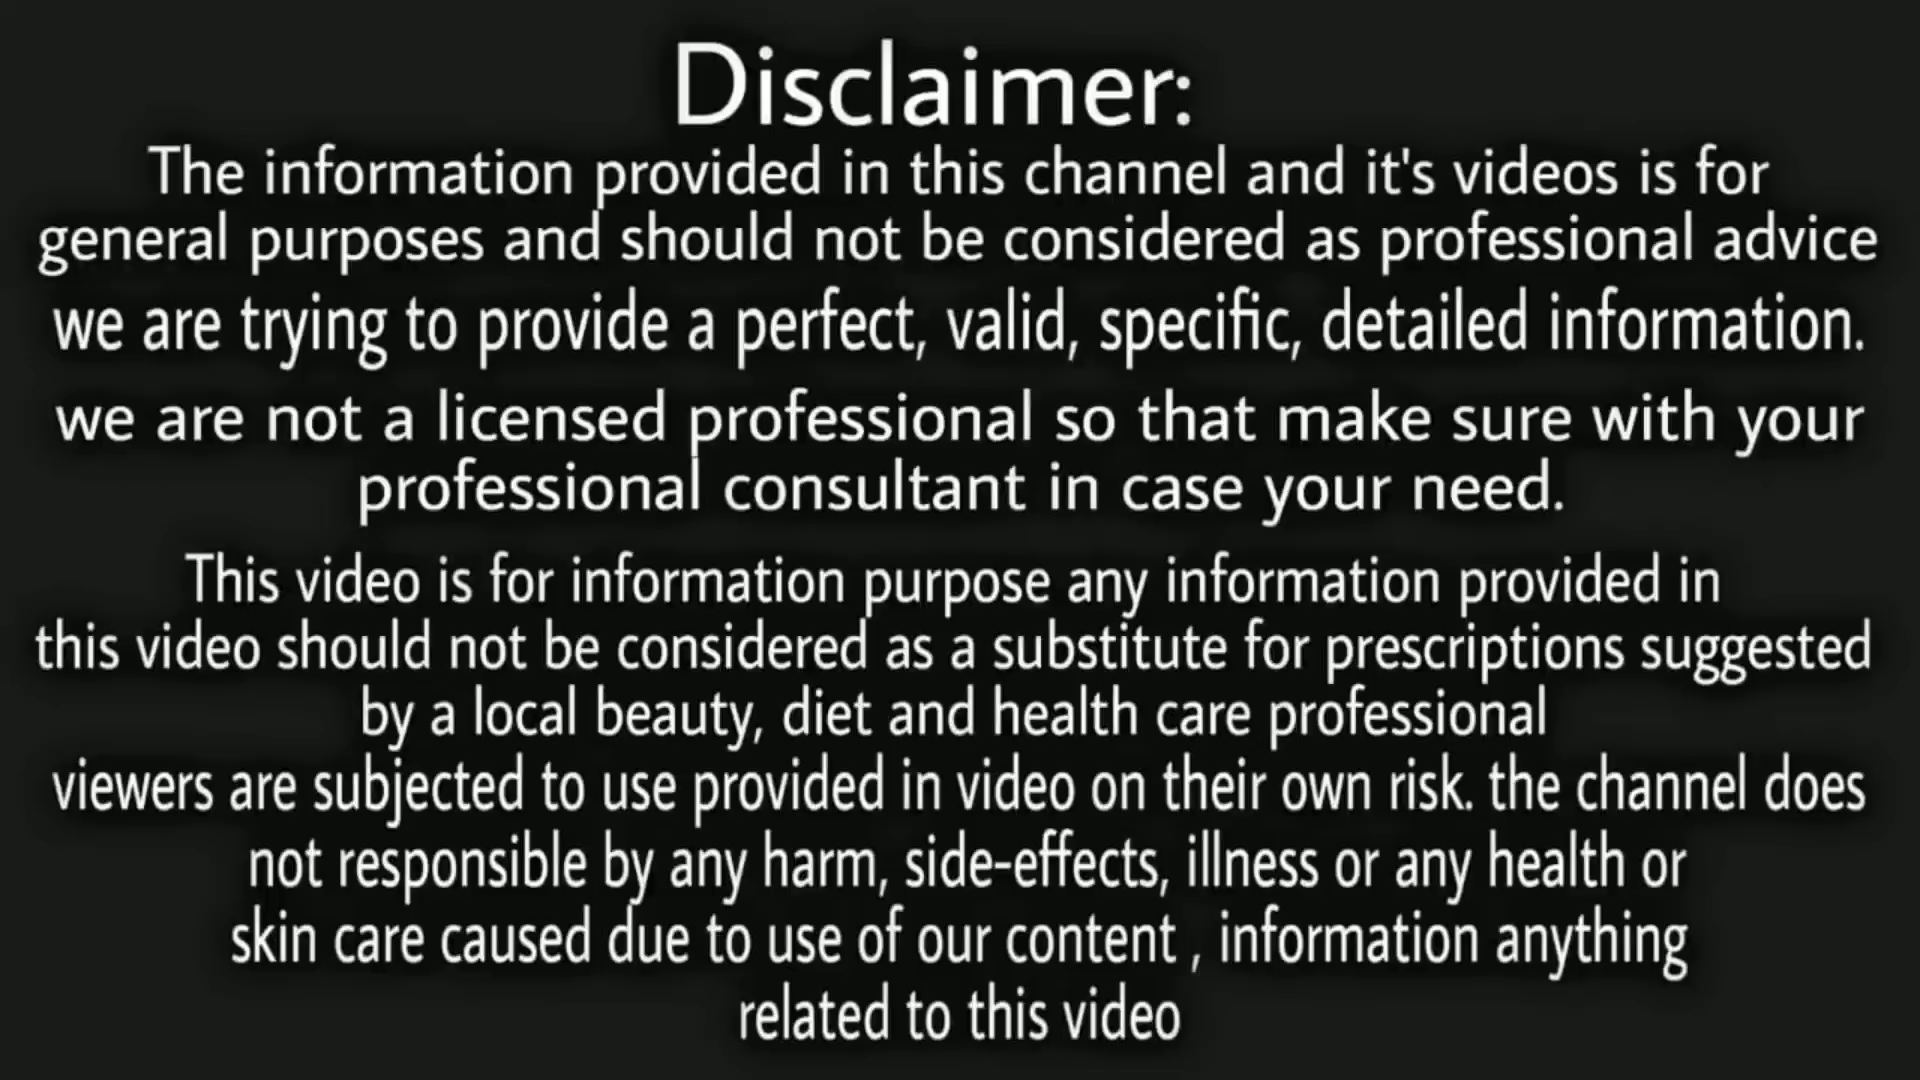 Disclaimer:
The information provided in this channel and it's videos is for
general purposes and should not be considered as professional advice
we are trying to provide a perfect, valid, specific, detailed information.
we are not a licensed professional so that make sure with your
professional consultant in case your need.
This video is for information purpose any information provided in
this video should not be considered as a substitute for prescriptions suggested
by a local beauty, diet and health care professional
viewers are subjected to use provided in video on their own risk. the channel does
not responsible by any harm, side-effects, illness or any health or
skin care caused due to use of our content , information anything
related to this video